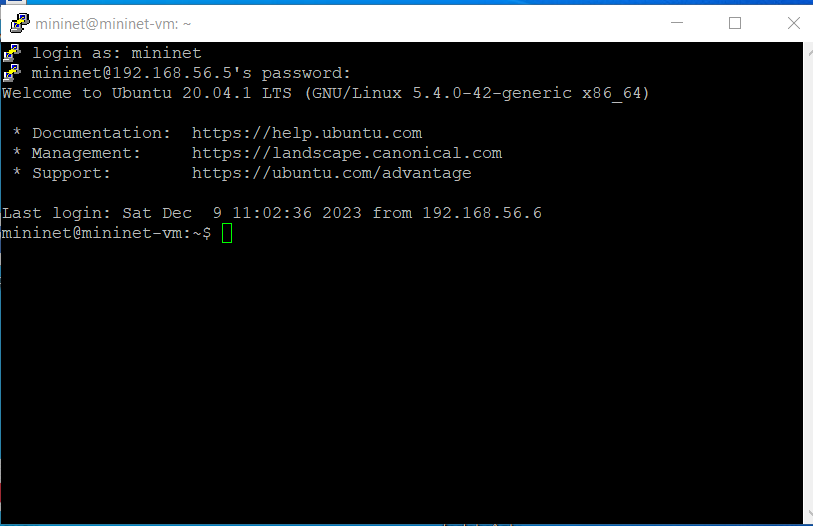 mininet@mininet-vm: ~
login as: mininet
mininet@192.168.56.5's password:
Welcome to Ubuntu 20.04.1 LTS (GNU/Linux 5.4.0-42-generic x86_64)
* Documentation:  https://help.ubuntu.com
* Management:     https://landscape.canonical.com
* Support:        https://ubuntu.com/advantage
Last login: Sat Dec  9 11:02:36 2023 from 192.168.56.6
mininet@mininet-vm:~$